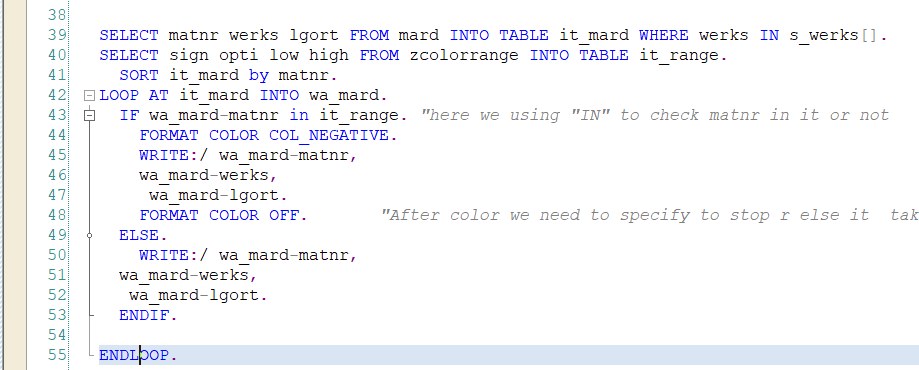 38
39 SELECT matnr werks lgort FROM mard INTO TABLE it_mard WHERE werks IN s_werks[].
40 SELECT sign opti low high FROM zcolorrange INTO TABLE it_range.
41 SORT it_mard by matnr.
42 LOOP AT it_mard INTO wa_mard.
43 IF wa_mard-matnr in it_range. "here we using "IN" to check matnr in it or not
44 FORMAT COLOR COL_NEGATIVE.
45 WRITE:/ wa_mard-matnr,
46 wa_mard-werks,
47 wa_mard-lgort.
48 FORMAT COLOR OFF. "After color we need to specify to stop r else it tak
49 ELSE.
50 WRITE:/ wa_mard-matnr,
51 wa_mard-werks,
52 wa_mard-lgort.
53 ENDIF.
54
55 ENDLOOP.